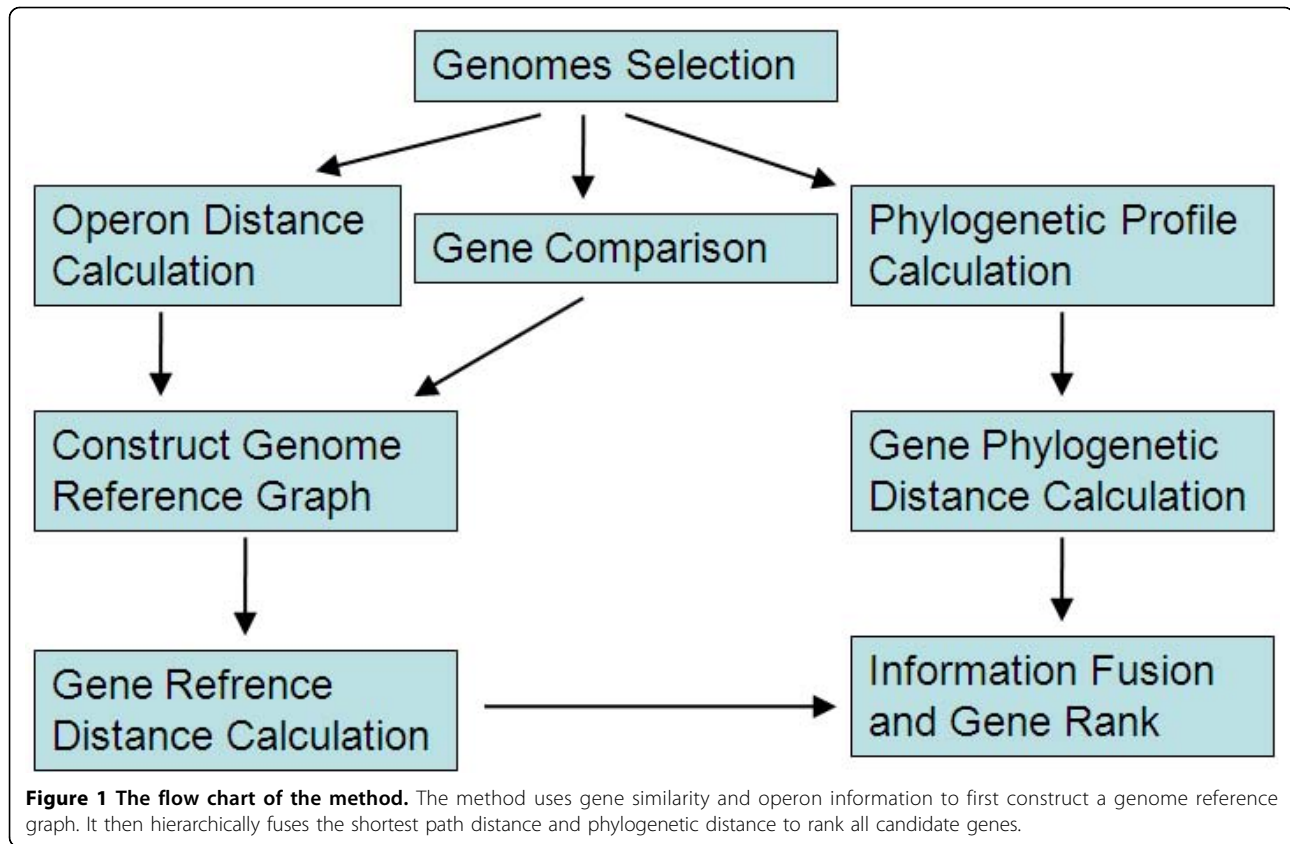 Genomes Selection
Operon Distance
Calculation
Gene Comparison
Phylogenetic Profile
Calculation
Construct Genome
Reference Graph
Gene Phylogenetic
Distance Calculation
Gene Refrence
Distance Calculation
Information Fusion
and Gene Rank
Figure 1 The flow chart of the method. The method uses gene similarity and operon information to first construct a genome reference
graph. It then hierarchically fuses the shortest path distance and phylogenetic distance to rank all candidate genes.